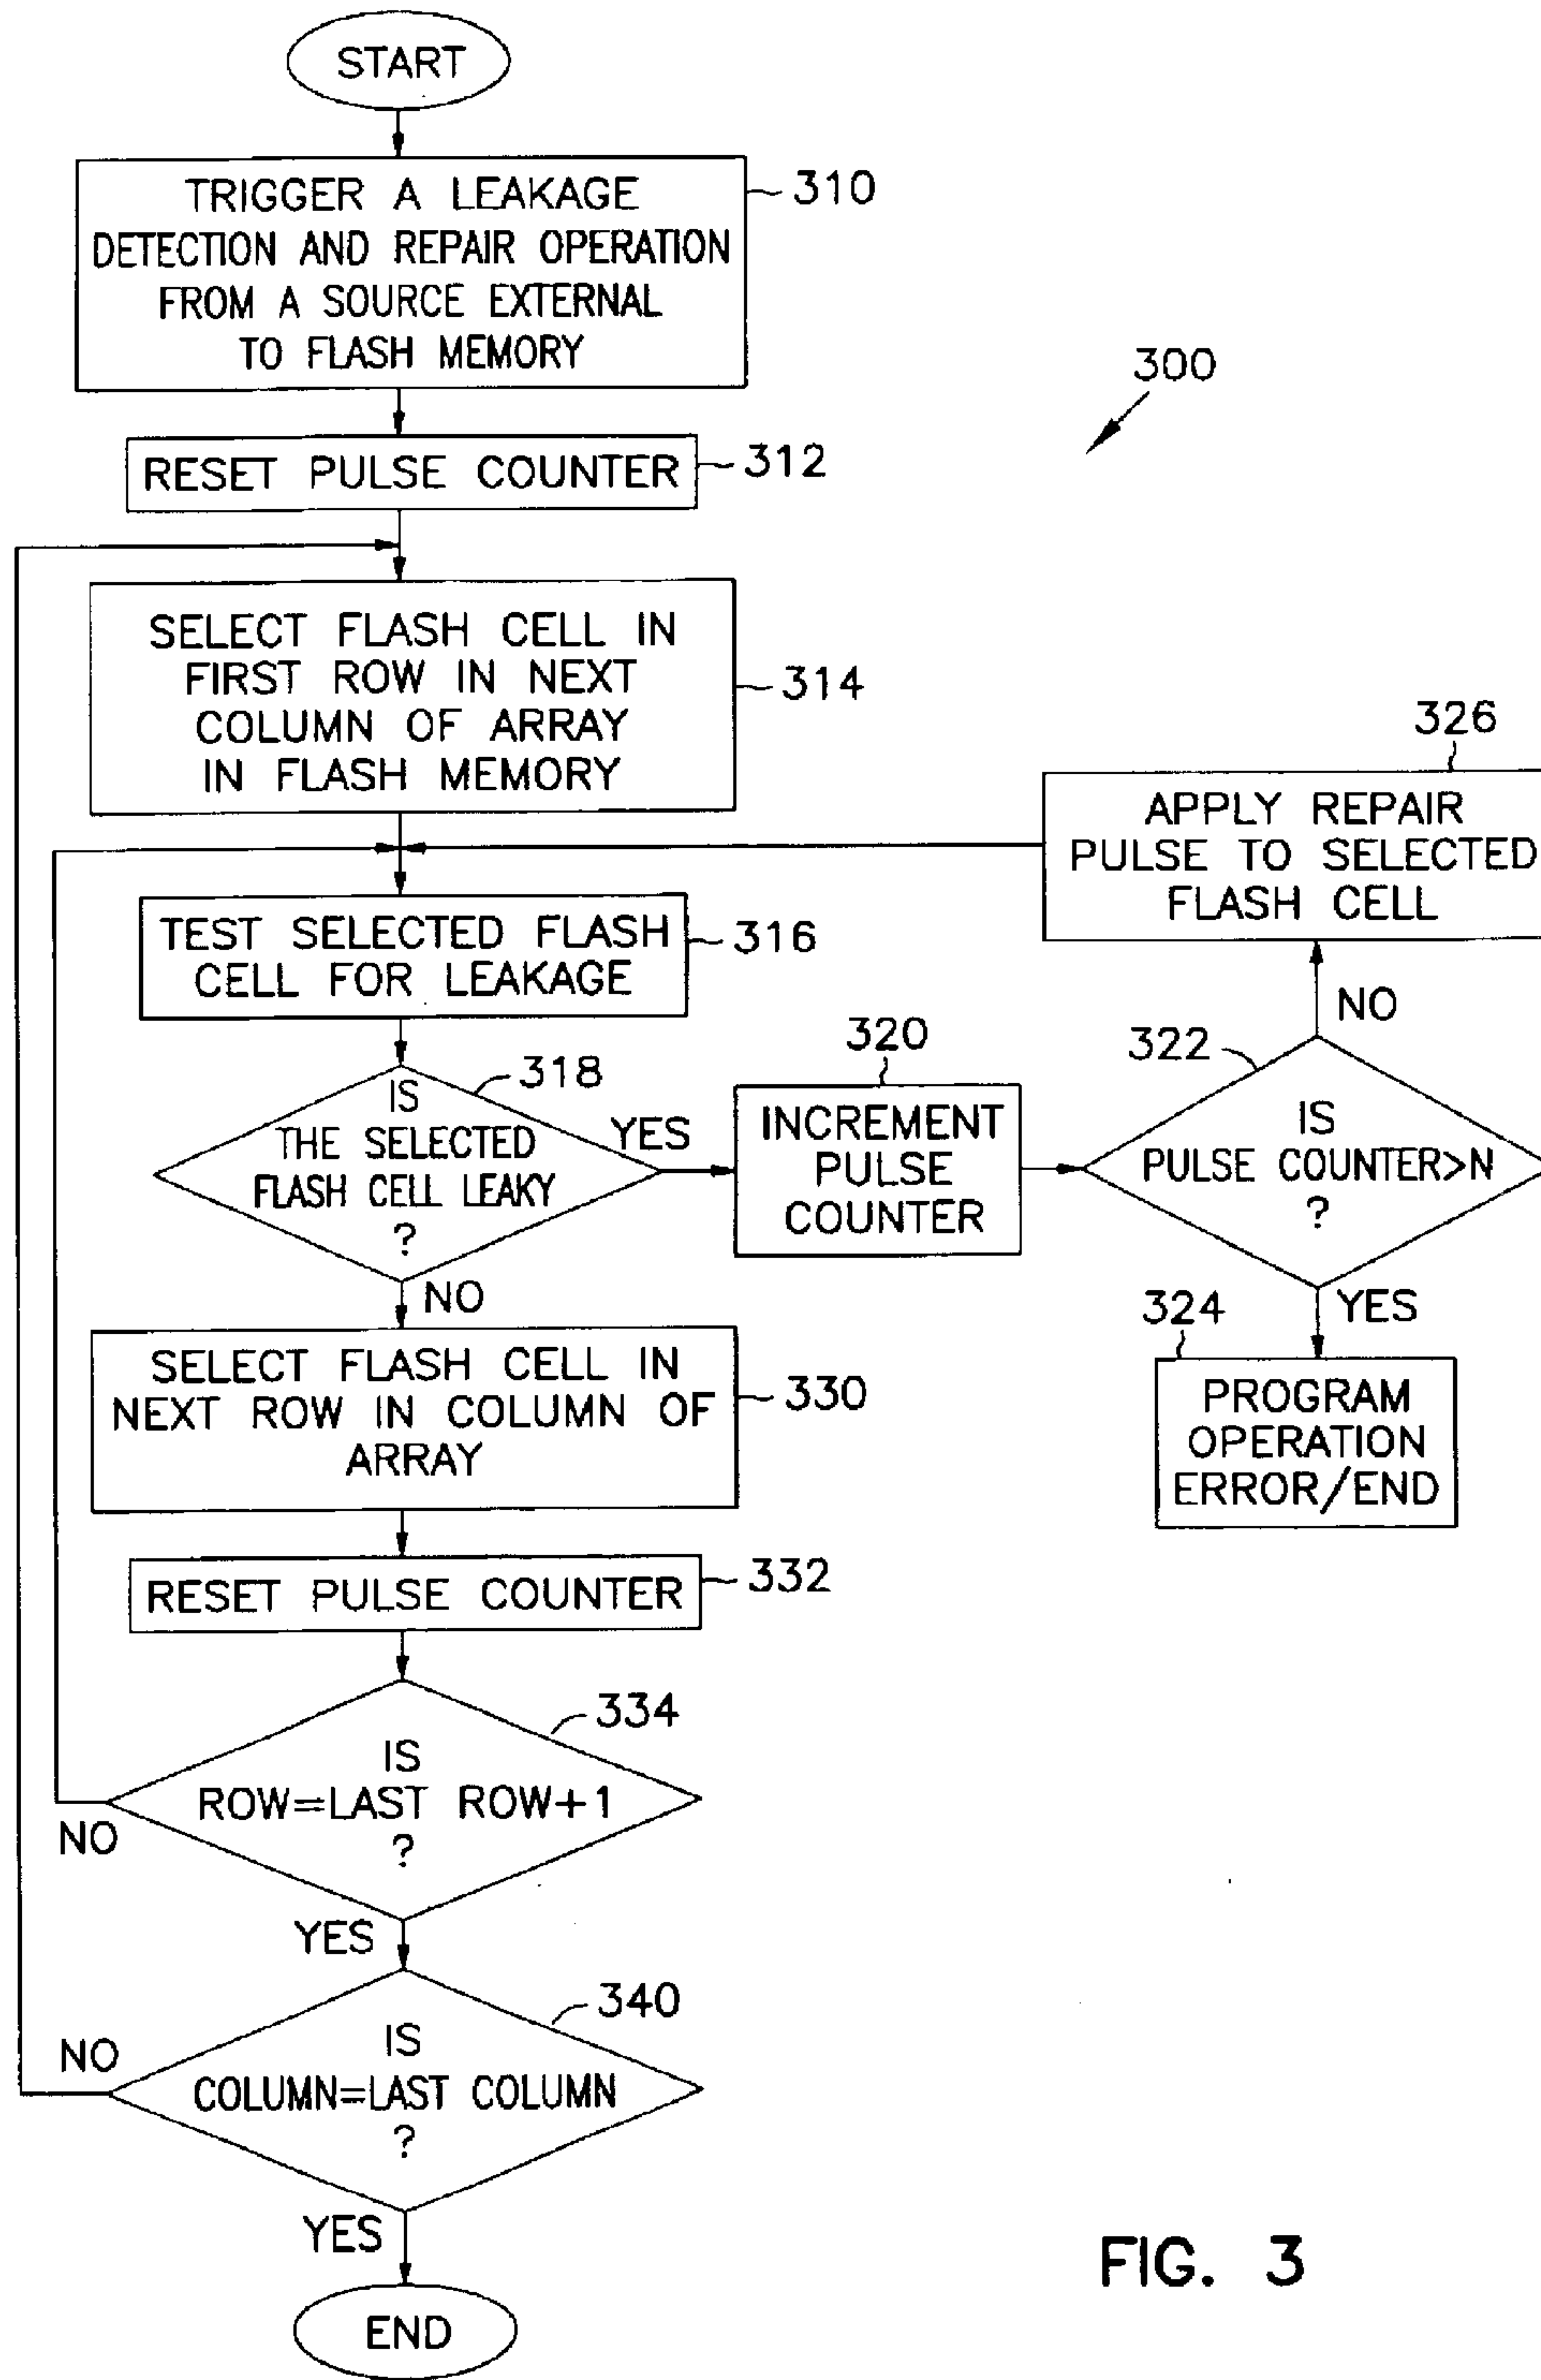 START
TRIGGER A LEAKAGE
DETECTION AND REPAIR OPERATION
FROM A SOURCE EXTERNAL
TO FLASH MEMORY
310
300
RESET PULSE COUNTER
312
SELECT FLASH CELL IN
FIRST ROW IN NEXT
COLUMN OF ARRAY
IN FLASH MEMORY
314
326
APPLY REPAIR
PULSE TO SELECTED
FLASH CELL
TEST SELECTED FLASH
CELL FOR LEAKAGE
316
NO
318
IS
THE SELECTED
FLASH CELL LEAKY
?
YES
320
INCREMENT
PULSE
COUNTER
322
IS
PULSE COUNTER>N
?
NO
YES
324
PROGRAM
OPERATION
ERROR/END
SELECT FLASH CELL IN
NEXT ROW IN COLUMN OF
ARRAY
330
RESET PULSE COUNTER
332
334
IS
ROW=LAST ROW+1
?
NO
YES
340
IS
COLUMN=LAST COLUMN
?
NO
YES
END
FIG. 3